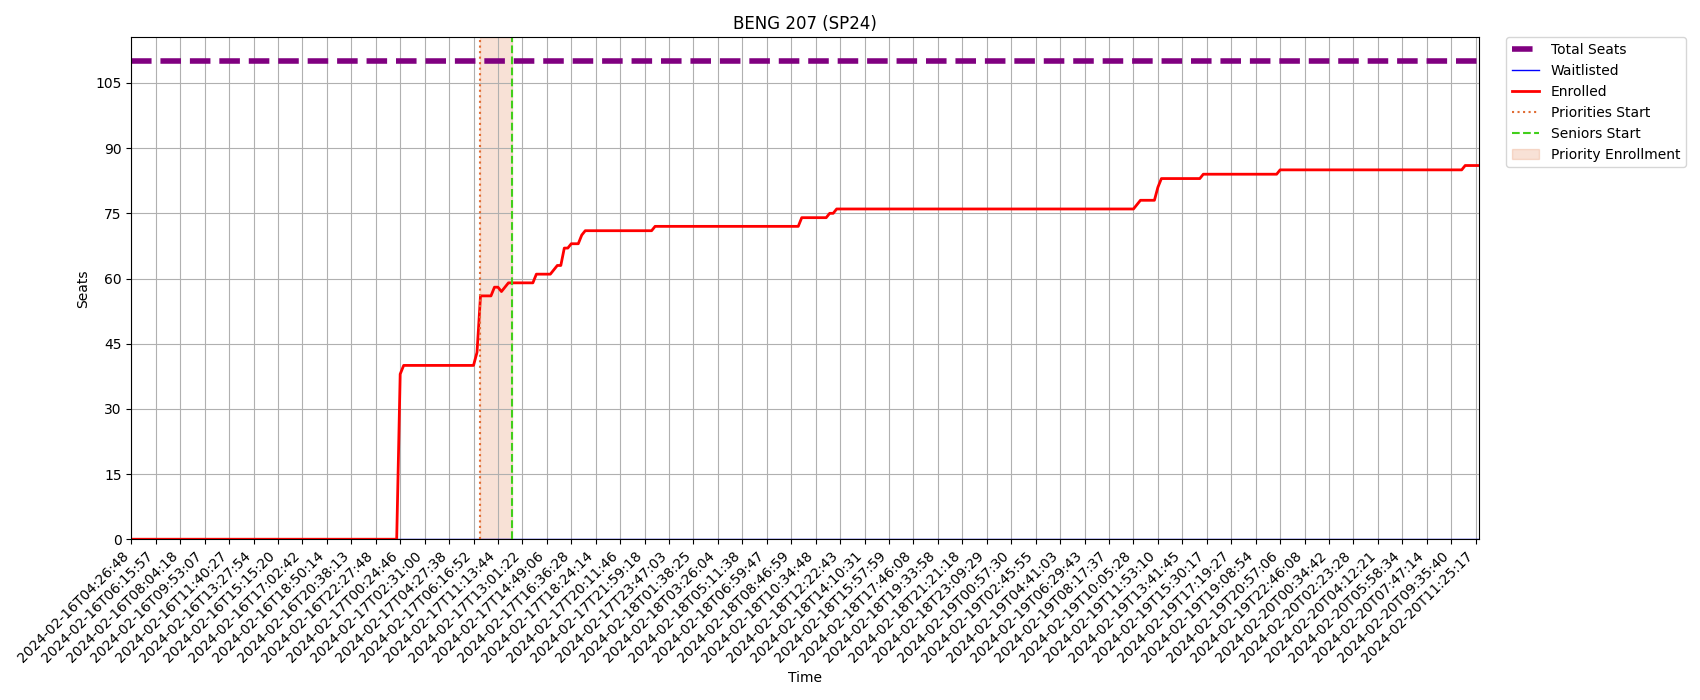 BENG 207 (SP24)
Total Seats
Waitlisted
Enrolled
Priorities Start
Seniors Start
Priority Enrollment
105
90
75
60
45
30
15
0
Seats
2024-02-16T04:26:48
2024-02-16T06:15:57
2024-02-16T08:04:18
2024-02-16T09:53:07
2024-02-16T11:40:27
2024-02-16T13:27:54
2024-02-16T15:15:20
2024-02-16T17:02:42
2024-02-16T18:50:14
2024-02-16T20:38:13
2024-02-16T22:27:48
2024-02-17T00:24:46
2024-02-17T02:31:00
2024-02-17T04:27:38
2024-02-17T06:16:52
2024-02-17T11:13:44
2024-02-17T13:01:22
2024-02-17T14:49:06
2024-02-17T16:36:28
2024-02-17T18:24:14
2024-02-17T20:11:46
2024-02-17T21:59:18
2024-02-17T23:47:03
2024-02-18T01:38:25
2024-02-18T03:26:04
2024-02-18T05:11:38
2024-02-18T06:59:47
2024-02-18T08:46:59
2024-02-18T10:34:48
2024-02-18T12:22:43
2024-02-18T14:10:31
2024-02-18T15:57:59
2024-02-18T17:46:08
2024-02-18T19:33:58
2024-02-18T21:21:18
2024-02-18T23:09:29
2024-02-19T00:57:30
2024-02-19T02:45:55
2024-02-19T04:41:03
2024-02-19T06:29:43
2024-02-19T08:17:37
2024-02-19T10:05:28
2024-02-19T11:53:10
2024-02-19T13:41:45
2024-02-19T15:30:17
2024-02-19T17:19:27
2024-02-19T19:08:54
2024-02-19T20:57:06
2024-02-19T22:46:08
2024-02-20T00:34:42
2024-02-20T02:23:28
2024-02-20T04:12:21
2024-02-20T05:58:34
2024-02-20T07:47:14
2024-02-20T09:35:40
2024-02-20T11:25:17
Time